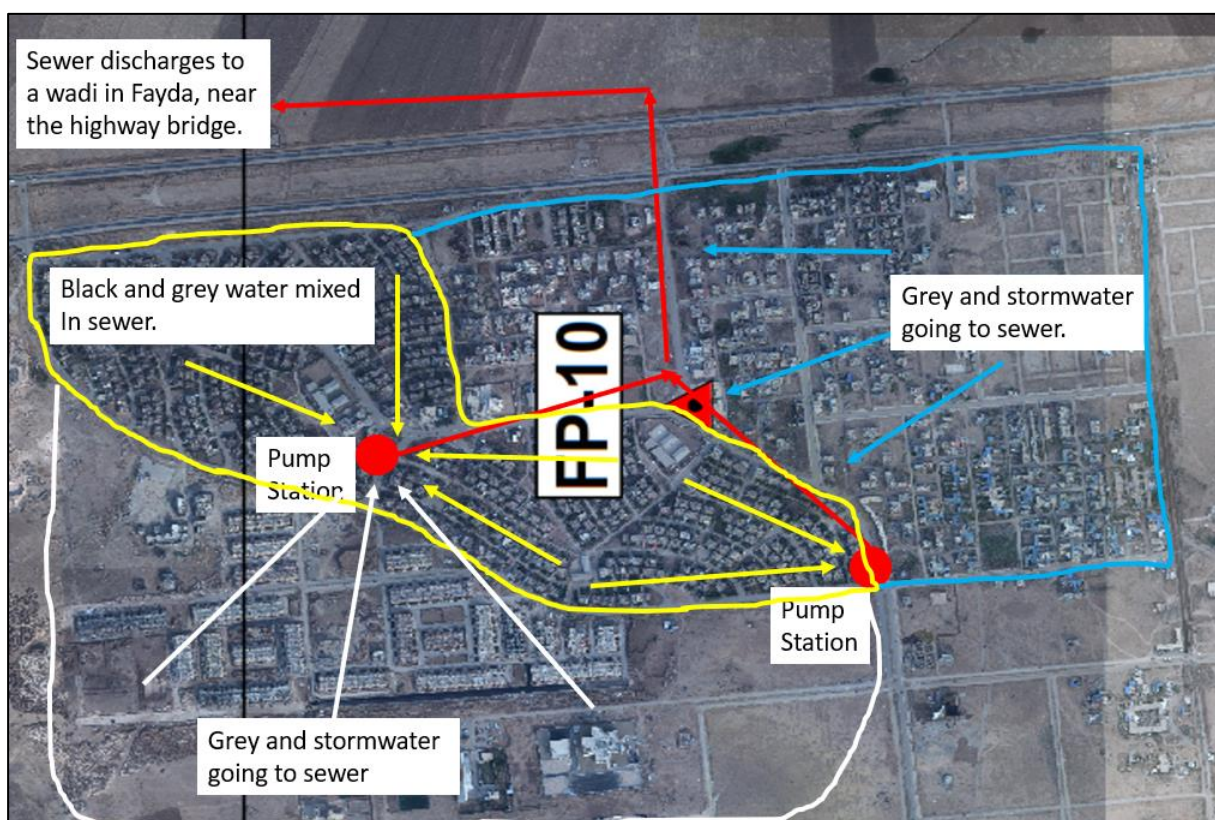 Sewer discharges to
a wadi in Fayda, near
the highway bridge.
Black and grey water mixed
In sewer.
Grey and stormwater
going to sewer.
FP-10
Pump
Station
Pump
Station
Grey and stormwater
going to sewer